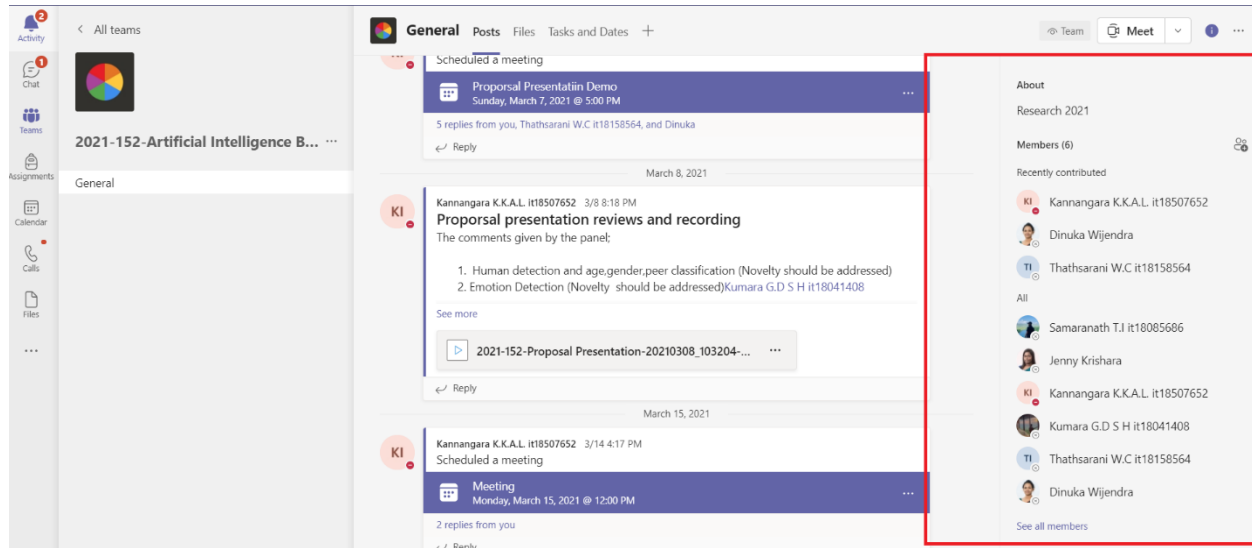 2
Activity
1
Chat
Teams
Assignments
Calendar
Calls
Files
All teams
2021-152-Artificial Intelligence B... ...
General
General Posts Files Tasks and Dates +
Team
Meet
Scheduled a meeting
Proporsal Presentatiin Demo
Sunday, March 7, 2021 @ 5:00 PM
5 replies from you, Thathsarani W.C it18158564, and Dinuka
Reply
March 8, 2021
KI
Kannangara K.K.A.L. it18507652 3/8 8:18 PM
Proporsal presentation reviews and recording
The comments given by the panel;
1. Human detection and age,gender,peer classification (Novelty should be addressed)
2. Emotion Detection (Novelty should be addressed)Kumara G.D S H it18041408
See more
2021-152-Proposal Presentation-20210308_103204-... ...
Reply
March 15, 2021
KI
Kannangara K.K.A.L. it18507652 3/14 4:17 PM
Scheduled a meeting
Meeting
Monday, March 15, 2021 @ 12:00 PM
2 replies from you
Reply
About
Research 2021
Members (6)
Recently contributed
KI Kannangara K.K.A.L. it18507652
Dinuka Wijendra
TI Thathsarani W.C it18158564
All
Samaranath T.I it18085686
Jenny Krishara
KI Kannangara K.K.A.L. it18507652
Kumara G.D S H it18041408
TI Thathsarani W.C it18158564
Dinuka Wijendra
See all members